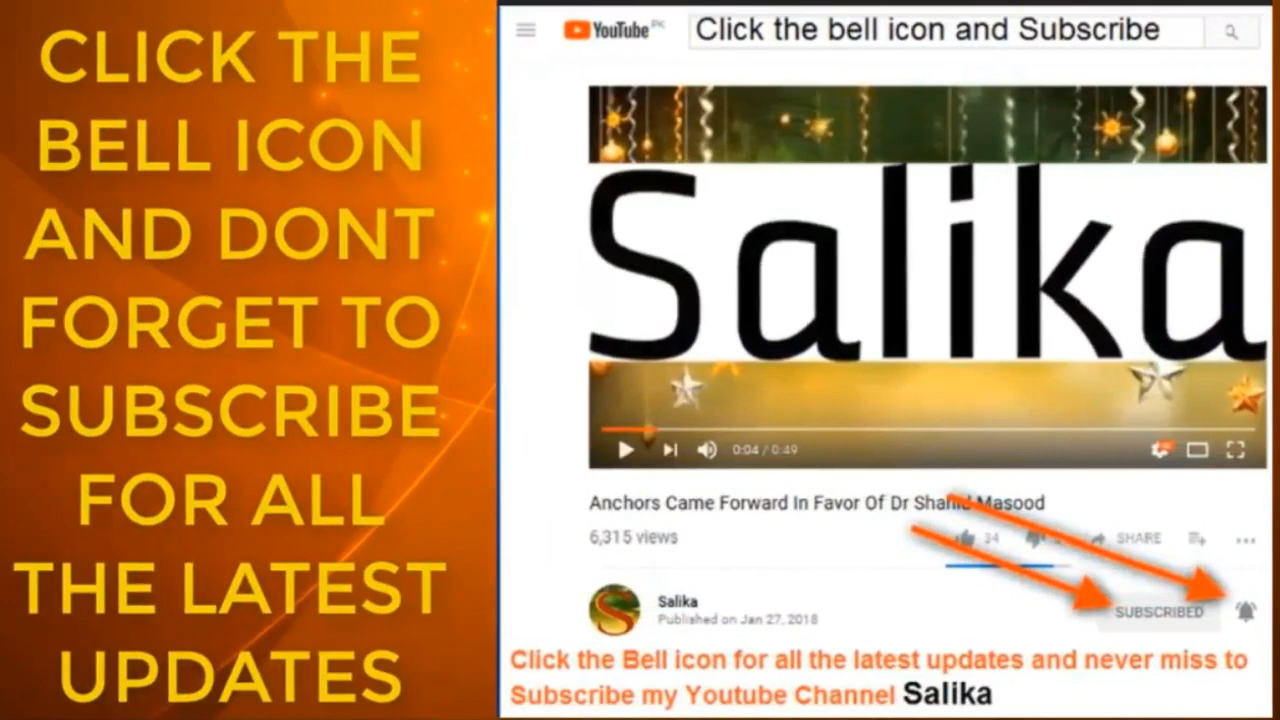 CLICK THE
BELL ICON
AND DONT
FORGET TO
SUBSCRIBE
FOR ALL
THE LATEST
UPDATES
YouTube PK
Click the bell icon and Subscribe
Salika
0:04 / 0:49
Anchors Came Forward In Favor Of Dr Shahid Masood
6,315 views
34
SHARE
Salika
Published on Jan 27, 2018
SUBSCRIBED
Click the Bell icon for all the latest updates and never miss to
Subscribe my Youtube Channel Salika